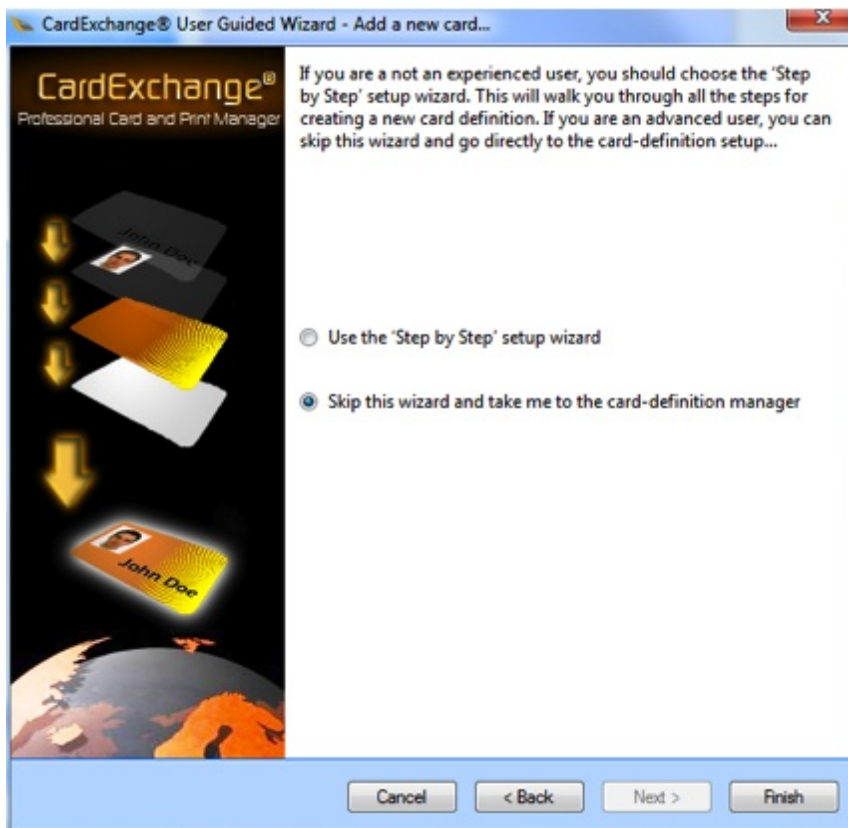 CardExchange® User Guided Wizard - Add a new card...
CardExchange®
Professional Card and Print Manager
If you are a not an experienced user, you should choose the 'Step
by Step' setup wizard. This will walk you through all the steps for
creating a new card definition. If you are an advanced user, you can
skip this wizard and go directly to the card-definition setup...
John Doe
Use the 'Step by Step' setup wizard
Skip this wizard and take me to the card-definition manager
John Doe
Cancel
< Back
Next >
Finish